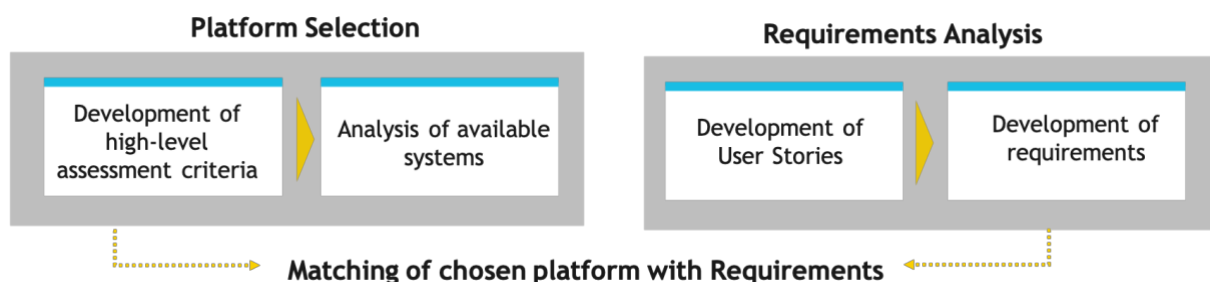 Platform Selection
Requirements Analysis
Development of
high-level
assessment criteria
Analysis of available
systems
Development of
User Stories
Development of
requirements
Matching of chosen platform with Requirements